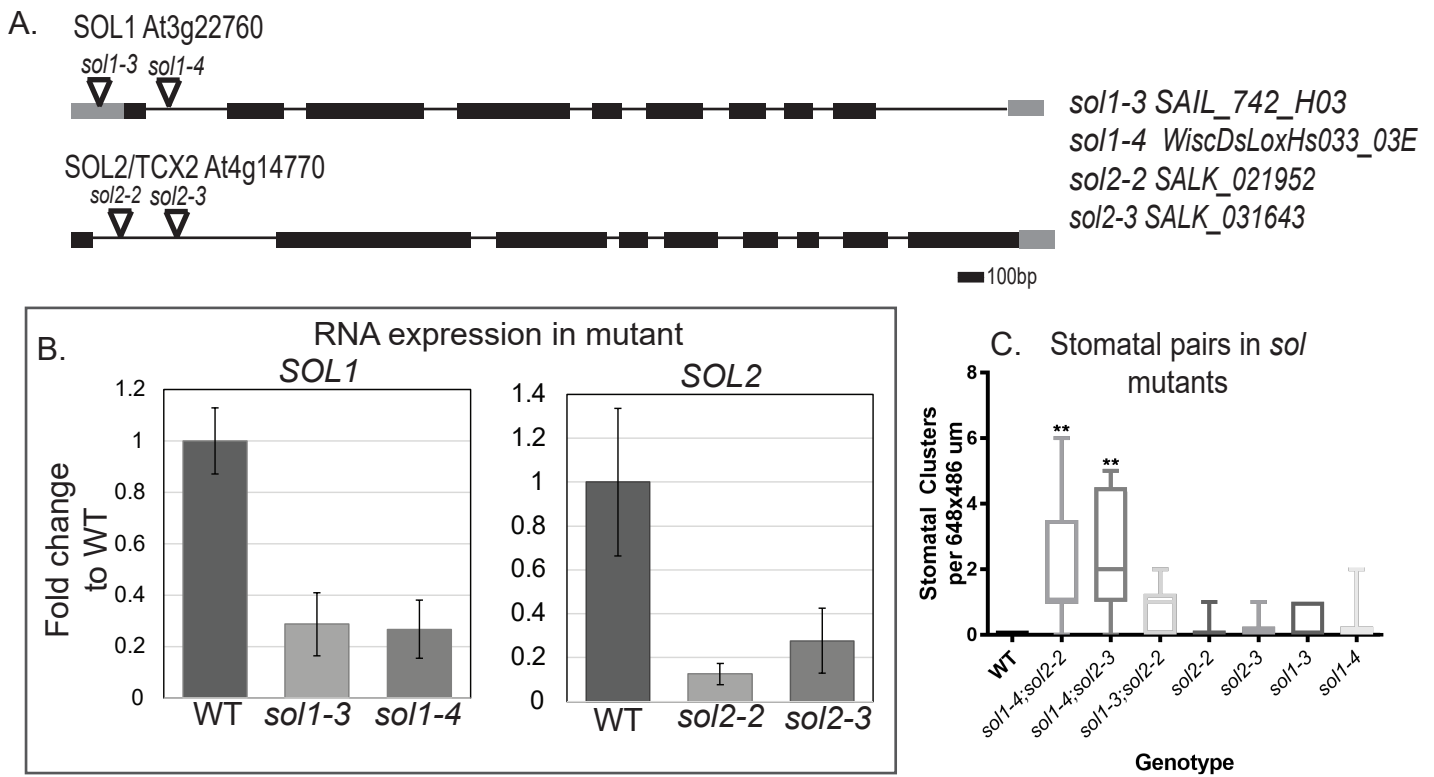 A.
SOL1 At3g22760
sol1-3 sol1-4
SOL2/TCX2 At4g14770
sol2-2 sol2-3
sol1-3 SAIL_742_H03
sol1-4 WiscDsLoxHs033_03E
sol2-2 SALK_021952
sol2-3 SALK_031643
100bp
B.
RNA expression in mutant
SOL1
Fold change
to WT
1.2
1
0.8
0.6
0.4
0.2
0
WT sol1-3 sol1-4
SOL2
1.4
1.2
1
0.8
0.6
0.4
0.2
0
WT sol2-2 sol2-3
C. Stomatal pairs in sol
mutants
Stomatal Clusters
per 648x486 um
8
6
4
2
0
**
**
WT
sol1-4;sol2-2
sol1-4;sol2-3
sol1-3;sol2-2
sol2-2
sol2-3
sol1-3
sol1-4
Genotype